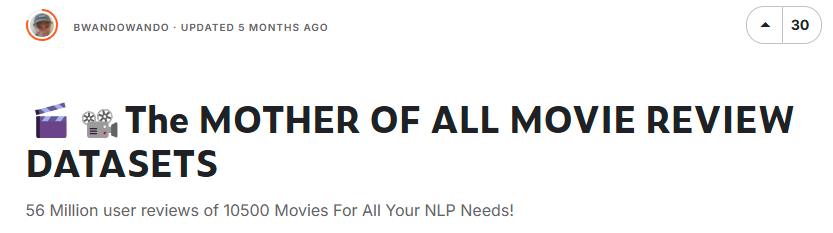 BWANDOWANDO · UPDATED 5 MONTHS AGO
30
🎬 📽️ The MOTHER OF ALL MOVIE REVIEW
DATASETS
56 Million user reviews of 10500 Movies For All Your NLP Needs!